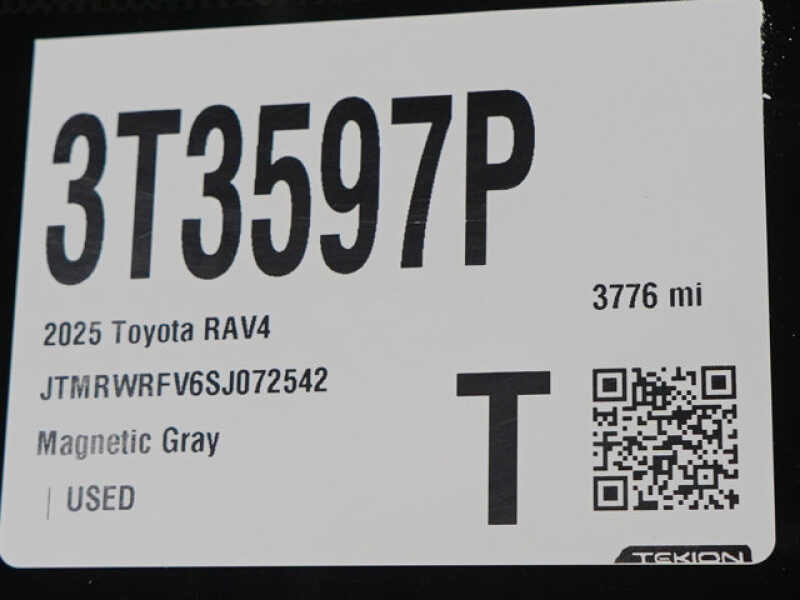 3T3597P
3776 mi
2025 Toyota RAV4
JTMRWRFV6SJ072542
Magnetic Gray
| USED
T
TEKION